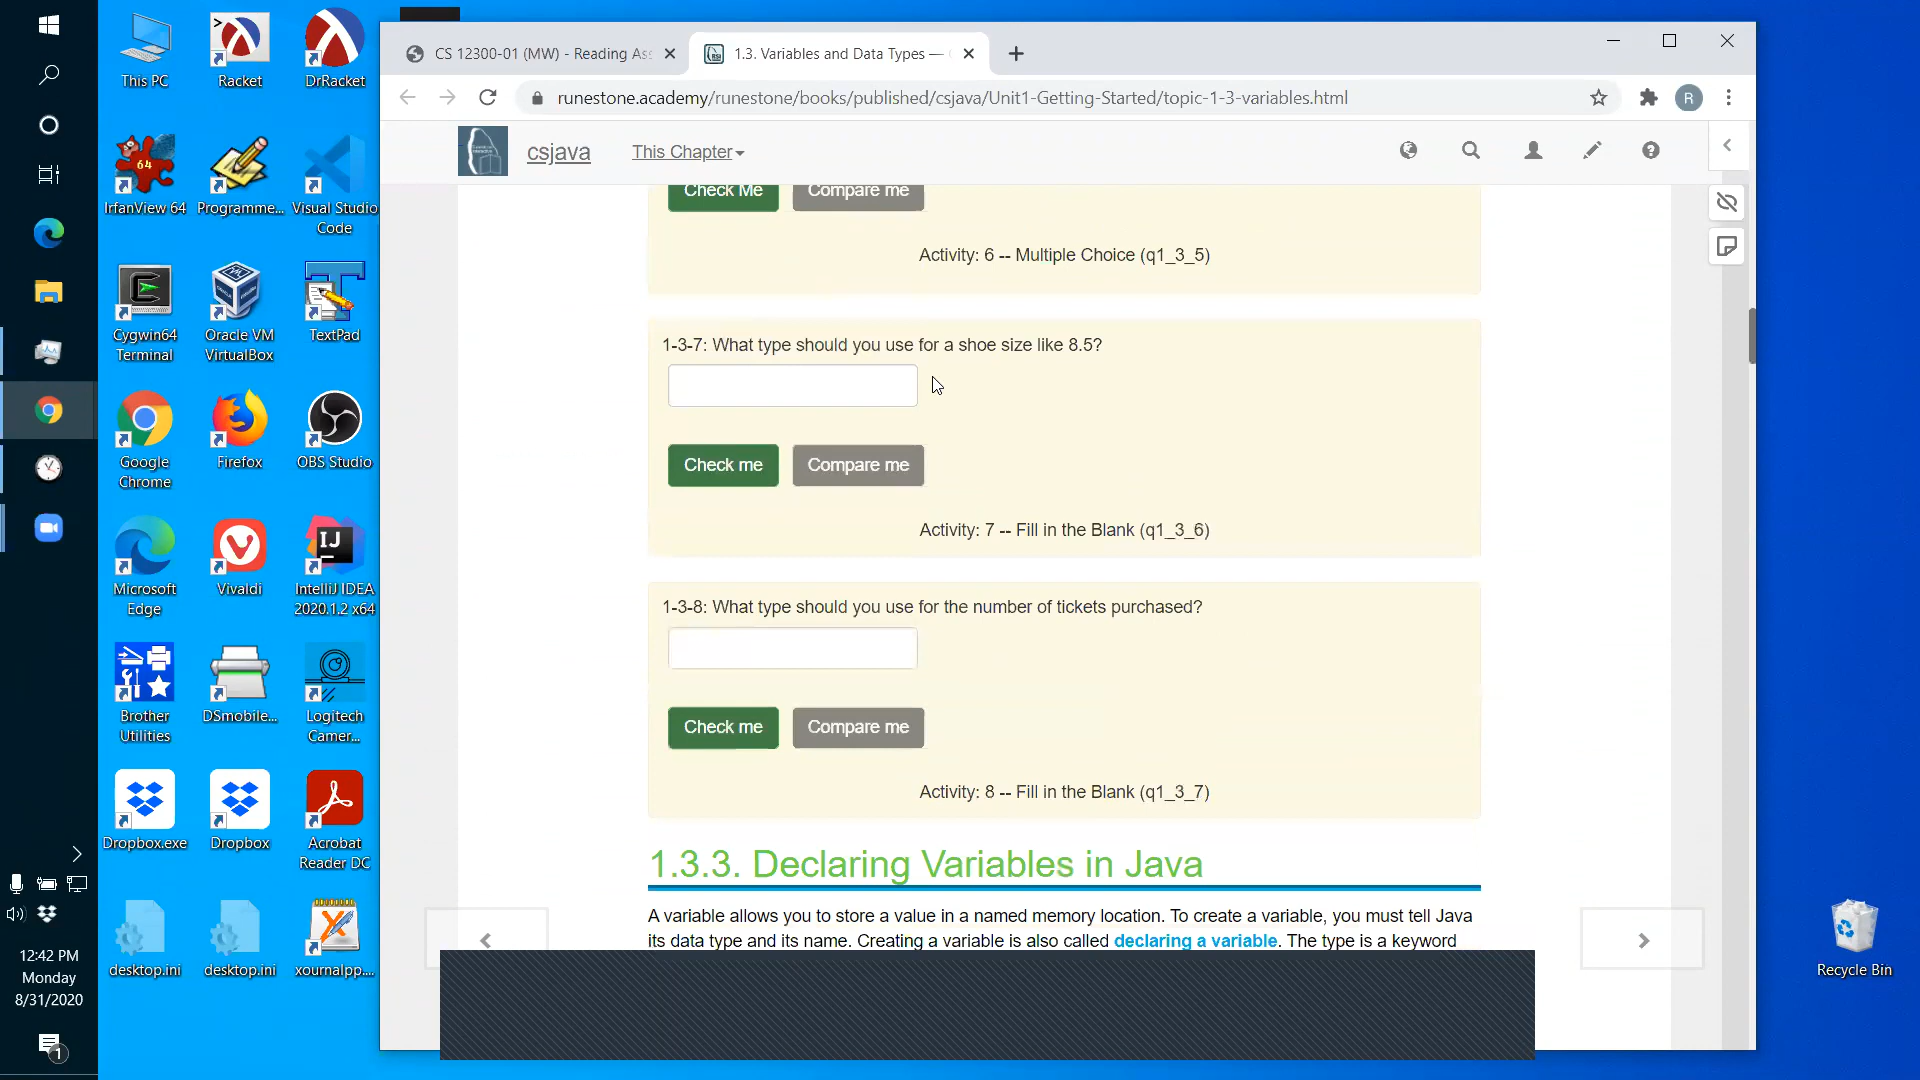 This PC
Racket
DrRacket
IrfanView 64
Programme...
Visual Studio
Code
Cygwin64
Terminal
Oracle VM
VirtualBox
TextPad
Google
Chrome
Firefox
OBS Studio
Microsoft
Edge
Vivaldi
IntelliJ IDEA
2020.1.2 x64
Brother
Utilities
DSmobile...
Logitech
Camer...
Dropbox.exe
Dropbox
Acrobat
Reader DC
desktop.ini
desktop.ini
xournalpp....
12:42 PM
Monday
8/31/2020
1
CS 12300-01 (MW) - Reading Ass
1.3. Variables and Data Types —
runestone.academy/runestone/books/published/csjava/Unit1-Getting-Started/topic-1-3-variables.html
R
csjava
This Chapter
Check Me
Compare me
Activity: 6 -- Multiple Choice (q1_3_5)
1-3-7: What type should you use for a shoe size like 8.5?
Check me
Compare me
Activity: 7 -- Fill in the Blank (q1_3_6)
1-3-8: What type should you use for the number of tickets purchased?
Check me
Compare me
Activity: 8 -- Fill in the Blank (q1_3_7)
1.3.3. Declaring Variables in Java
A variable allows you to store a value in a named memory location. To create a variable, you must tell Java
its data type and its name. Creating a variable is also called declaring a variable. The type is a keyword
Recycle Bin